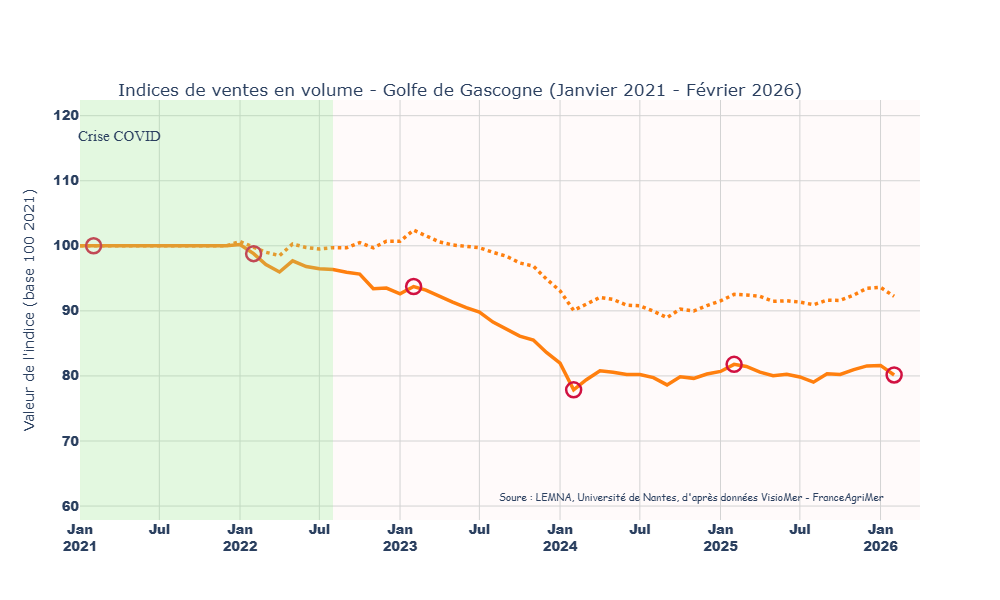 Indices de ventes en volume - Golfe de Gascogne (Janvier 2021 - Février 2026)
Valeur de l'indice (base 100 2021)
120
Crise COVID
110
100
90
80
70
60
Soure : LEMNA, Université de Nantes, d'après données VisioMer - FranceAgriMer
Jan Jul Jan Jul Jan Jul Jan Jul Jan Jul Jan
2021 2022 2023 2024 2025 2026